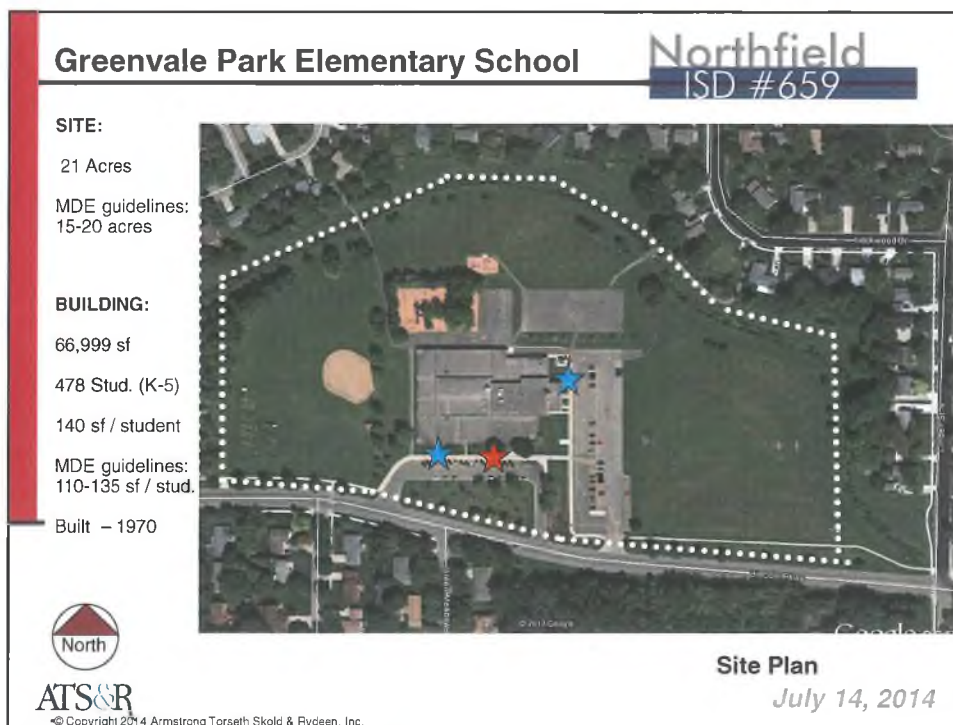 Greenvale Park Elementary School
Northfield
ISD #659
SITE:
21 Acres
MDE guidelines:
15-20 acres
BUILDING:
66,999 sf
478 Stud. (K-5)
140 sf / student
MDE guidelines:
110-135 sf / stud.
Built – 1970
© 2013 Google
North
Site Plan
July 14, 2014
ATS&R
•© Copyright 2014 Armstrong Torseth Skold & Rydeen, Inc.